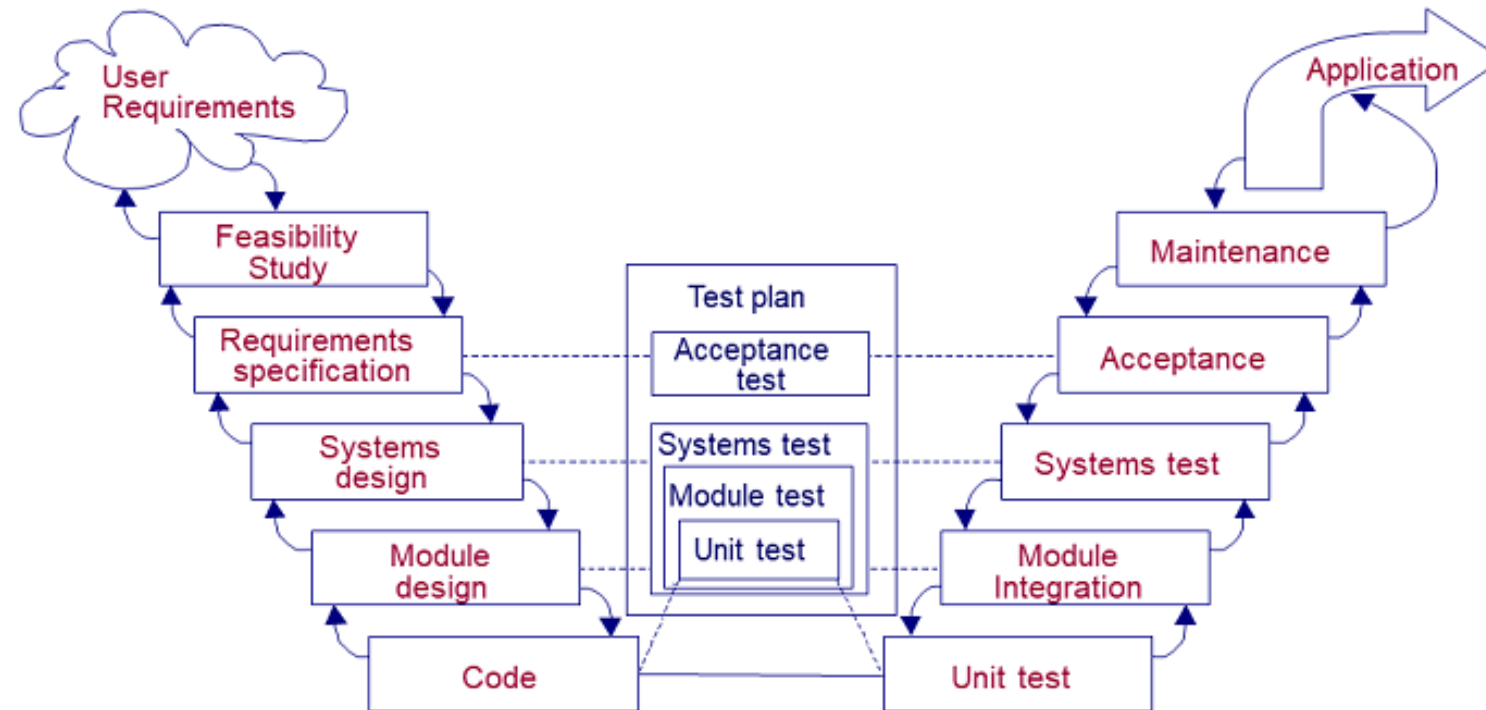 User
Requirements
Application
Feasibility
Study
Maintenance
Test plan
Requirements
specification
Acceptance
test
Acceptance
Systems
design
Systems test
Systems test
Module test
Module
design
Unit test
Module
Integration
Code
Unit test